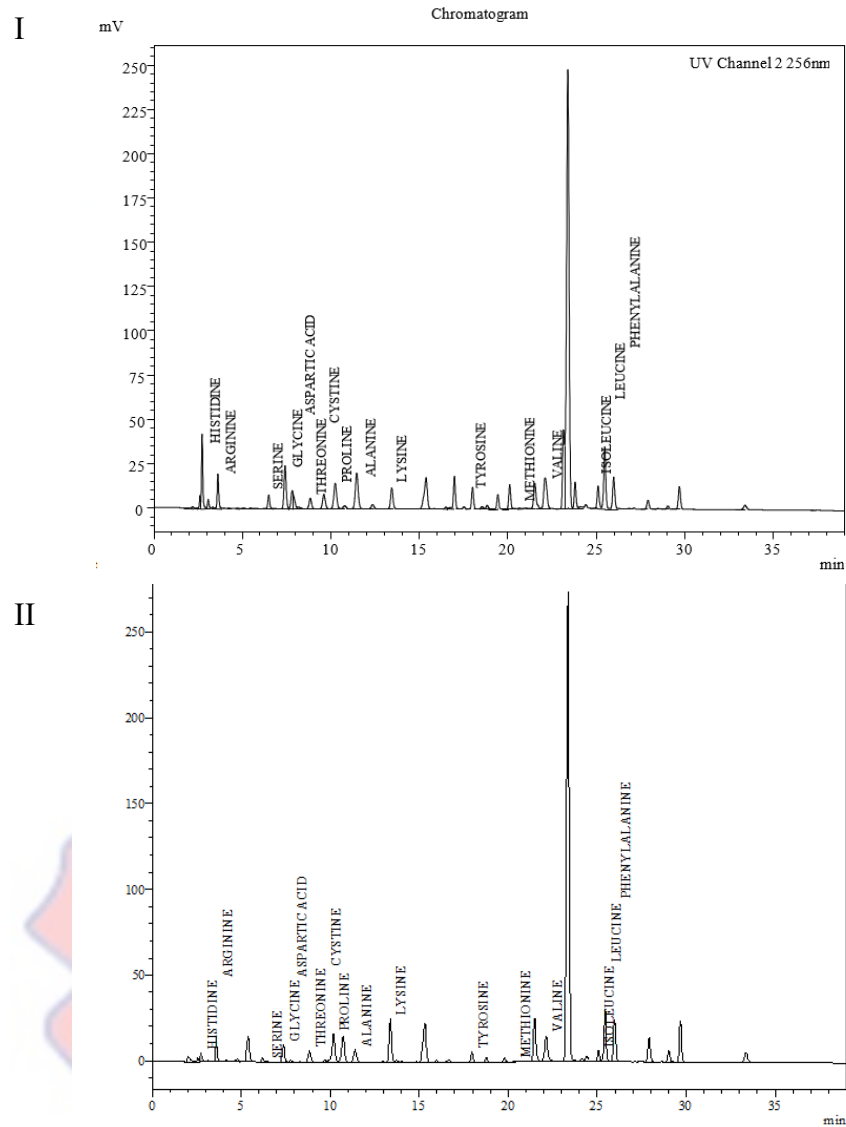 I
Chromatogram
mV
UV Channel 2 256nm
250
225
200
175
150
125
100
75
50
25
0
HISTIDINE
ARGININE
SERINE
GLYCINE
ASPARTIC ACID
THREONINE
CYSTINE
PROLINE
ALANINE
LYSINE
TYROSINE
METHIONINE
VALINE
ISOLEUCINE
LEUCINE
PHENYLALANINE
0 5 10 15 20 25 30 35
min
II
250
200
150
100
50
0
HISTIDINE
ARGININE
SERINE
GLYCINE
ASPARTIC ACID
THREONINE
CYSTINE
PROLINE
ALANINE
LYSINE
TYROSINE
METHIONINE
VALINE
ISOLEUCINE
LEUCINE
PHENYLALANINE
0 5 10 15 20 25 30 35
min